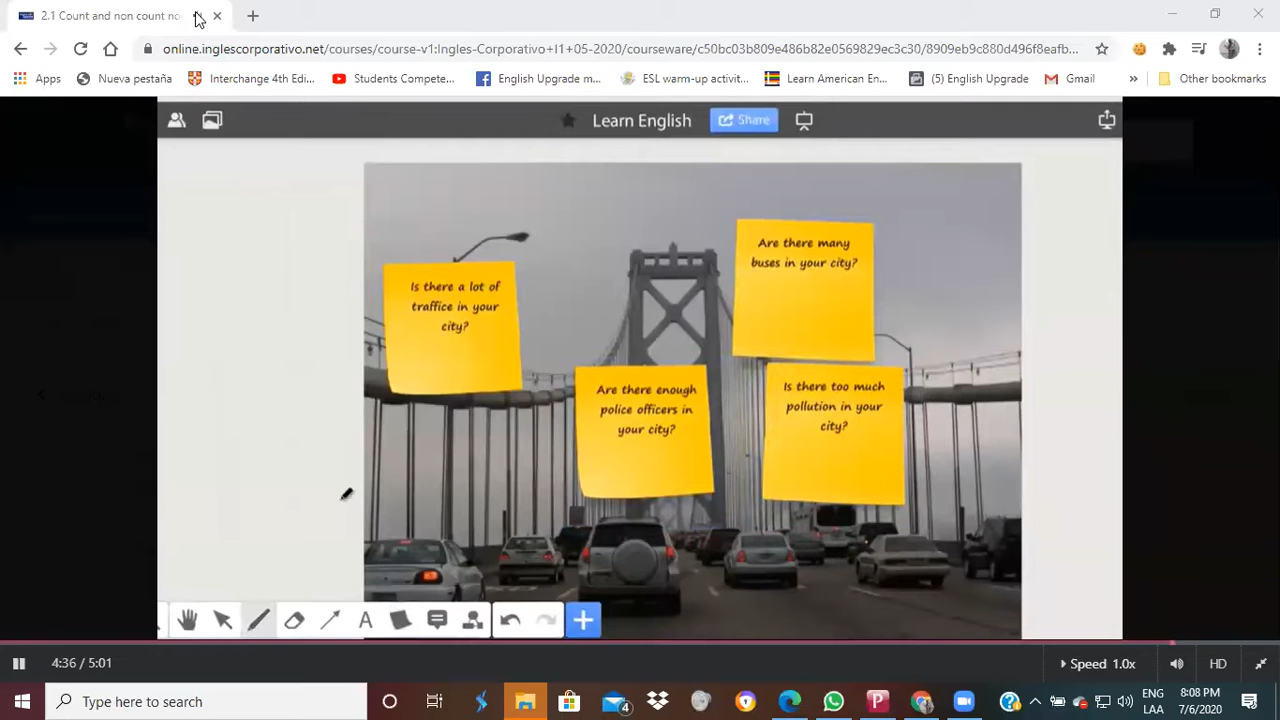 2.1 Count and non count no
online.inglescorporativo.net/courses/course-v1:Ingles-Corporativo+I1+05-2020/courseware/c50bc03b809e486b82e0569829ec3c30/8909eb9c880d496f8eafb...
Apps
Nueva pestaña
Interchange 4th Edi...
Students Compete...
English Upgrade m...
ESL warm-up activit...
Learn American En...
(5) English Upgrade
Gmail
»
Other bookmarks
Learn English
Share
Are there many
buses in your city?
Is there a lot of
traffice in your
city?
Are there enough
police officers in
your city?
Is there too much
pollution in your
city?
4:36 / 5:01
Speed 1.0x
HD
Type here to search
4
ENG
LAA
8:08 PM
7/6/2020